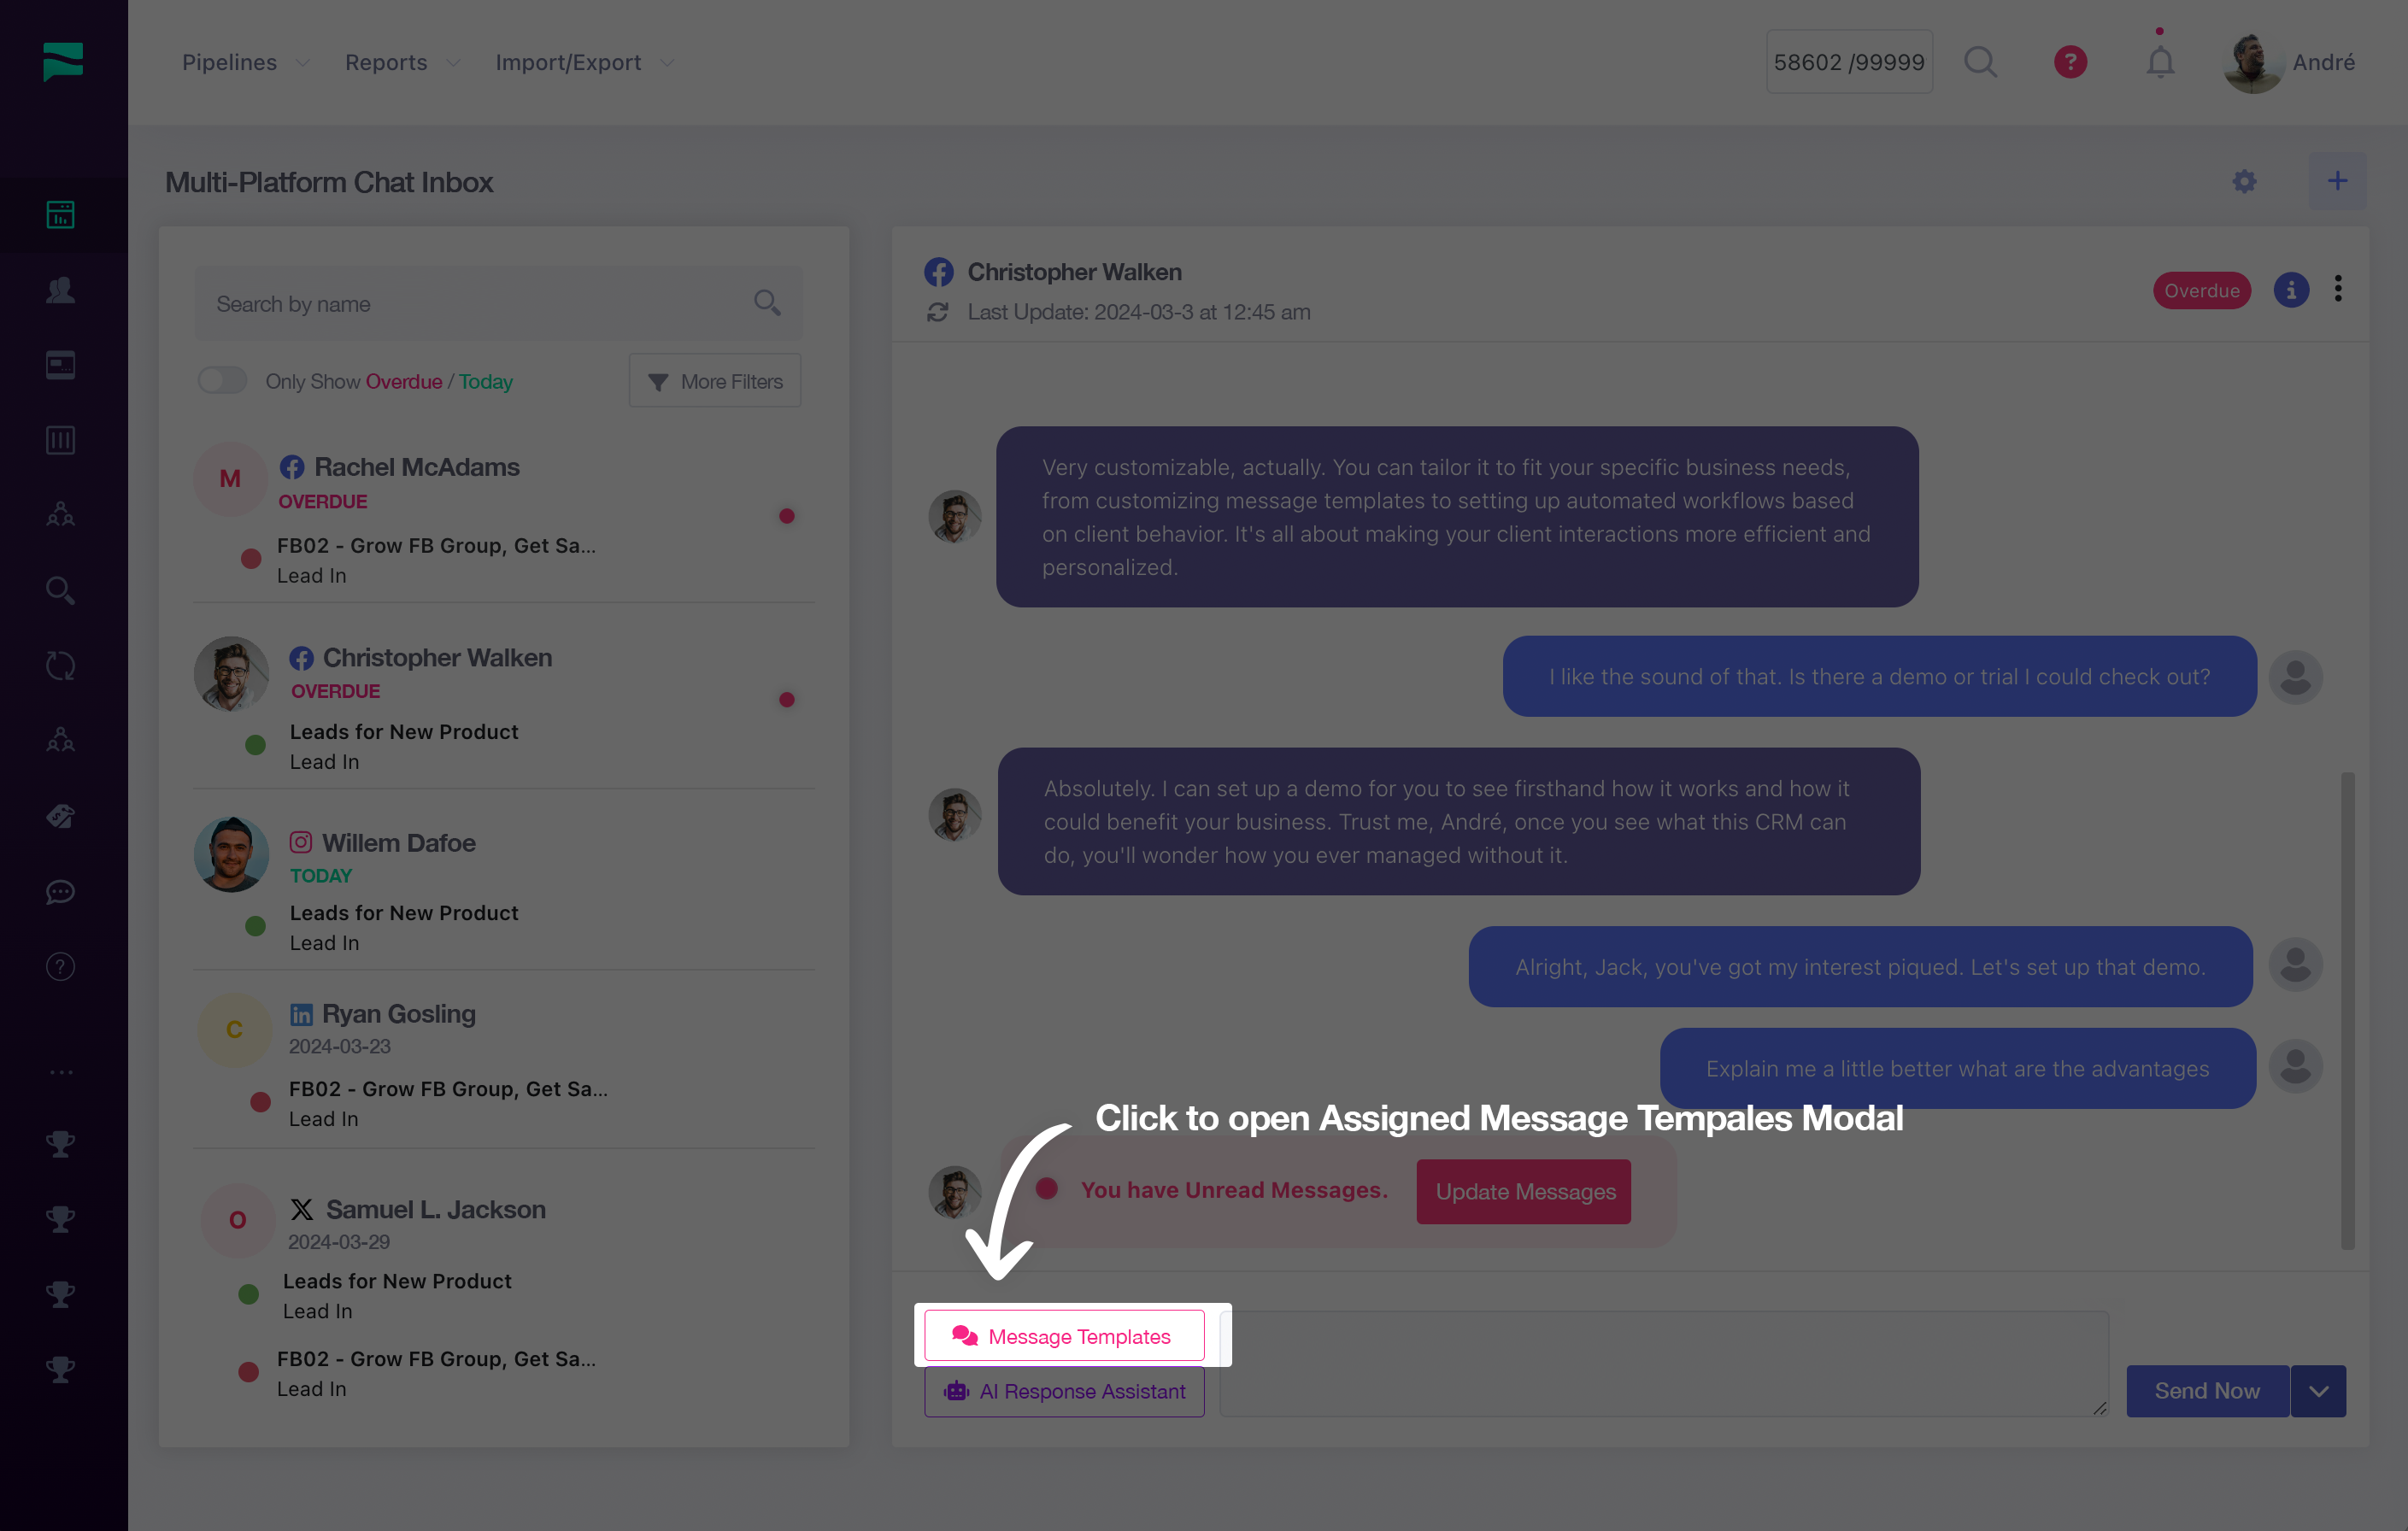 Pipelines
Reports
Import/Export
58602 /99999
?
André
Multi-Platform Chat Inbox
+
Search by name
Only Show Overdue / Today
More Filters
M
Rachel McAdams
OVERDUE
FB02 - Grow FB Group, Get Sa...
Lead In
Christopher Walken
OVERDUE
Leads for New Product
Lead In
Willem Dafoe
TODAY
Leads for New Product
Lead In
C
in
Ryan Gosling
2024-03-23
FB02 - Grow FB Group, Get Sa...
Lead In
O
X
Samuel L. Jackson
2024-03-29
Leads for New Product
Lead In
FB02 - Grow FB Group, Get Sa...
Lead In
Christopher Walken
Last Update: 2024-03-3 at 12:45 am
Overdue
i
Very customizable, actually. You can tailor it to fit your specific business needs,
from customizing message templates to setting up automated workflows based
on client behavior. It's all about making your client interactions more efficient and
personalized.
I like the sound of that. Is there a demo or trial I could check out?
Absolutely. I can set up a demo for you to see firsthand how it works and how it
could benefit your business. Trust me, André, once you see what this CRM can
do, you'll wonder how you ever managed without it.
Alright, Jack, you've got my interest piqued. Let's set up that demo.
Explain me a little better what are the advantages
Click to open Assigned Message Tempales Modal
You have Unread Messages.
Update Messages
Message Templates
AI Response Assistant
Send Now